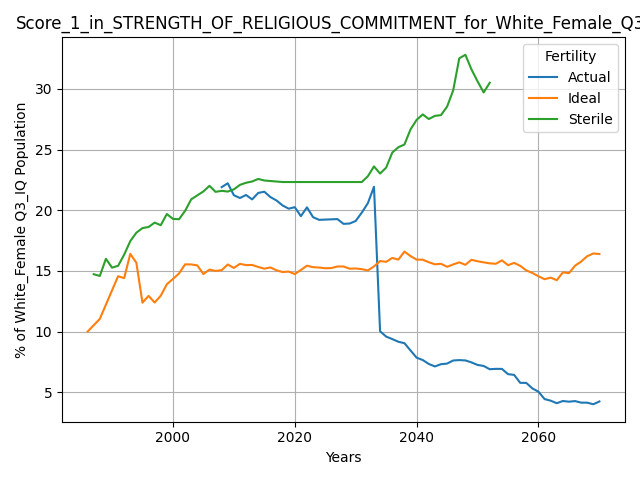 Score_1_in_STRENGTH_OF_RELIGIOUS_COMMITMENT_for_White_Female_Q3
Fertility
Actual
Ideal
Sterile
% of White_Female Q3_IQ Population
30
25
20
15
10
5
2000
2020
2040
2060
Years